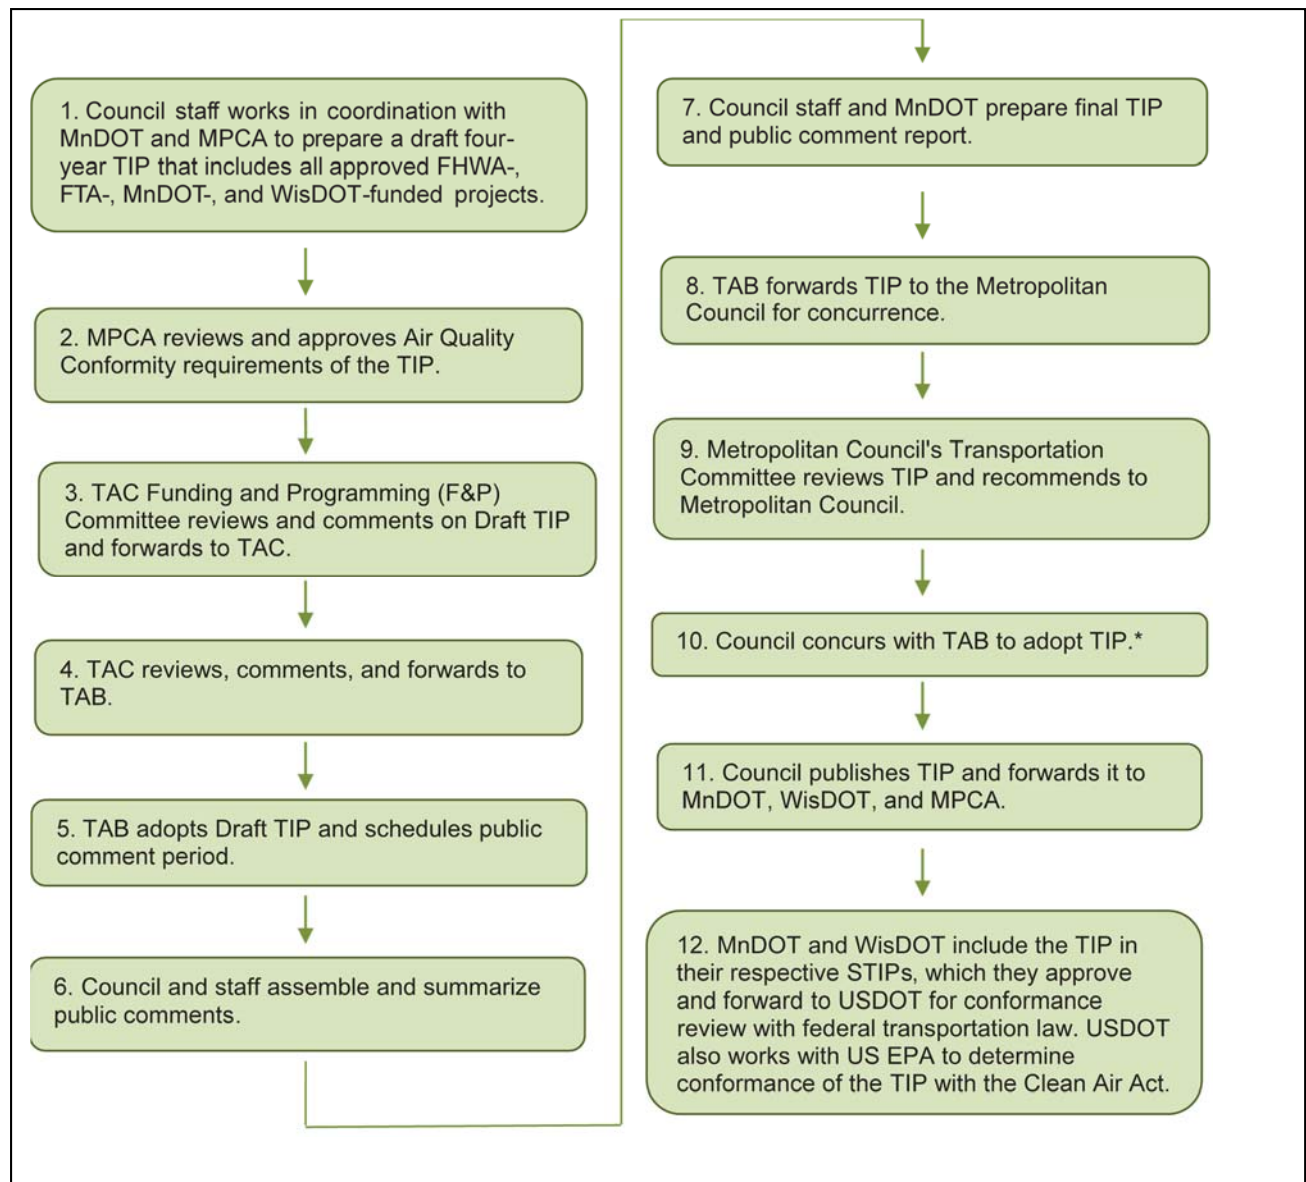 1. Council staff works in coordination with
MnDOT and MPCA to prepare a draft four-
year TIP that includes all approved FHWA-,
FTA-, MnDOT-, and WisDOT-funded projects.
2. MPCA reviews and approves Air Quality
Conformity requirements of the TIP.
3. TAC Funding and Programming (F&P)
Committee reviews and comments on Draft TIP
and forwards to TAC.
4. TAC reviews, comments, and forwards to
TAB.
5. TAB adopts Draft TIP and schedules public
comment period.
6. Council and staff assemble and summarize
public comments.
7. Council staff and MnDOT prepare final TIP
and public comment report.
8. TAB forwards TIP to the Metropolitan
Council for concurrence.
9. Metropolitan Council's Transportation
Committee reviews TIP and recommends to
Metropolitan Council.
10. Council concurs with TAB to adopt TIP.*
11. Council publishes TIP and forwards it to
MnDOT, WisDOT, and MPCA.
12. MnDOT and WisDOT include the TIP in
their respective STIPs, which they approve
and forward to USDOT for conformance
review with federal transportation law. USDOT
also works with US EPA to determine
conformance of the TIP with the Clean Air Act.